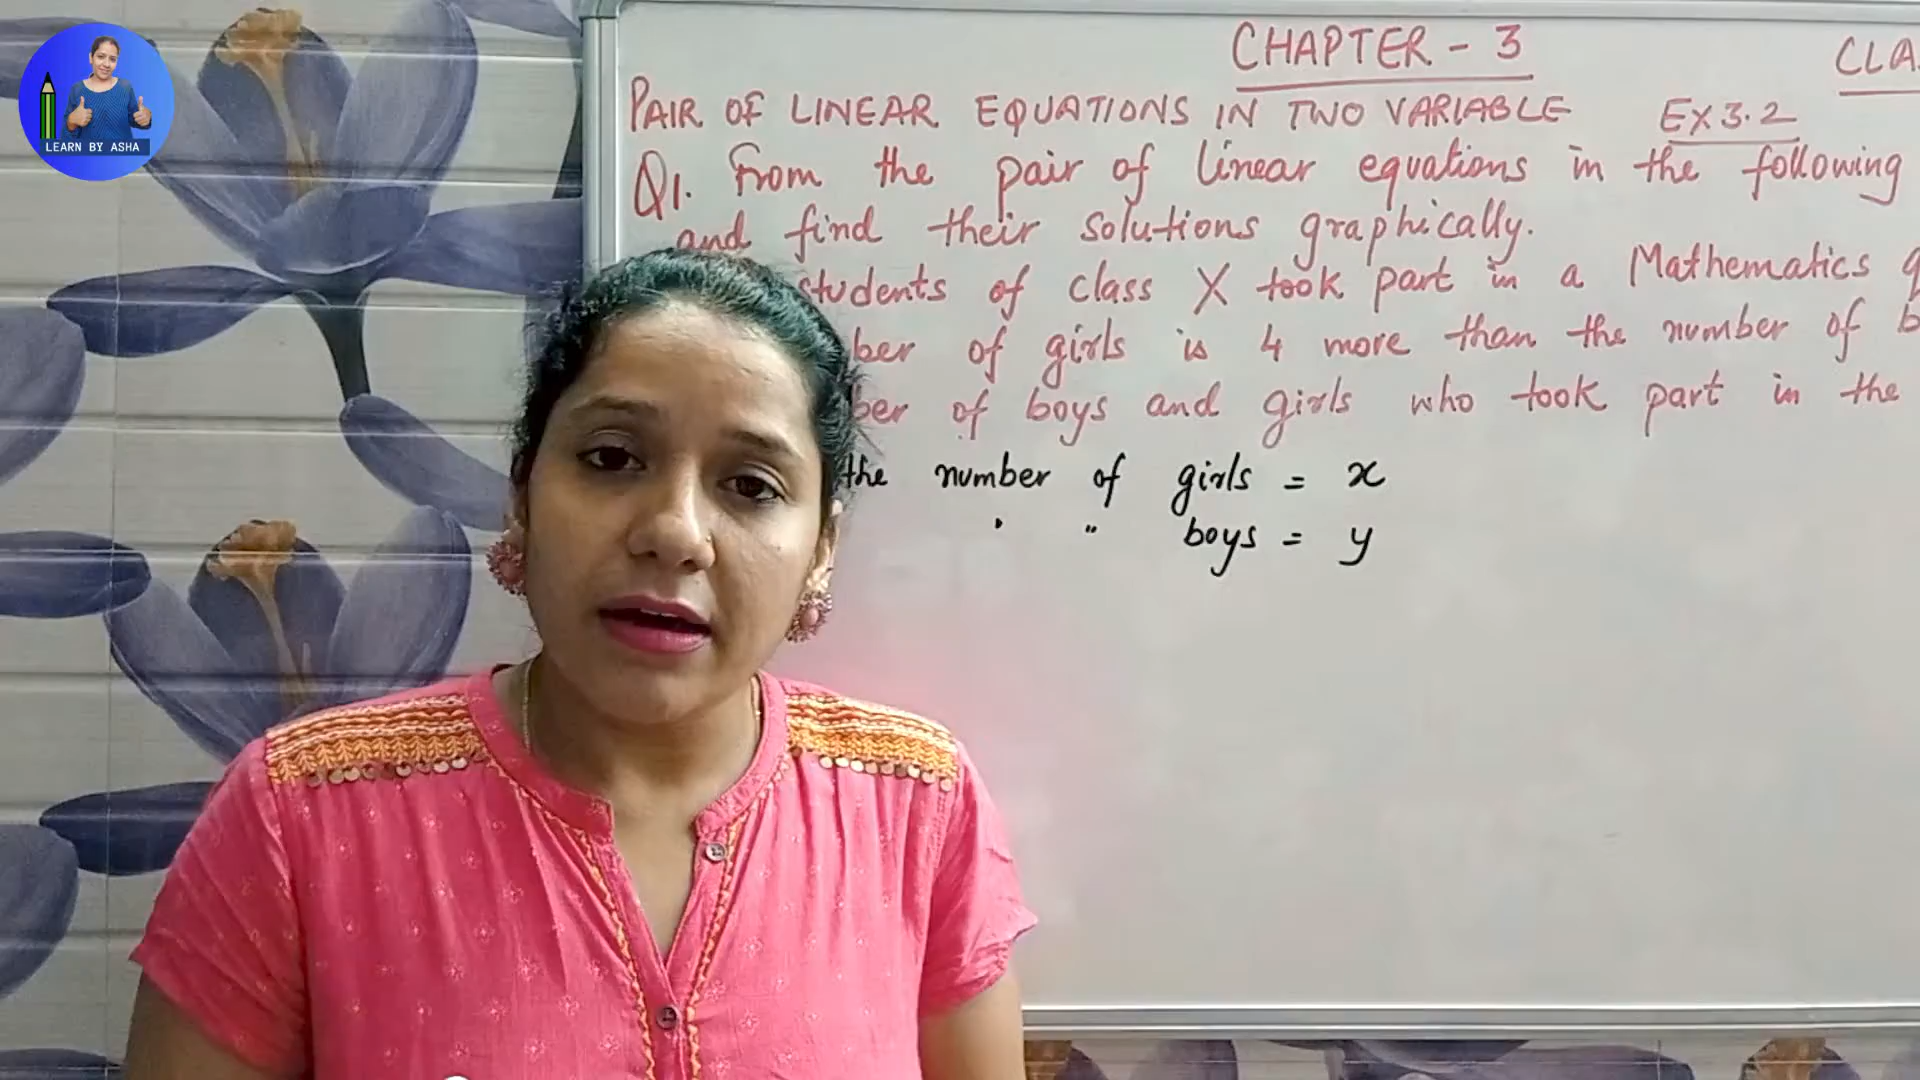 LEARN BY ASHA
CHAPTER - 3
PAIR OF LINEAR EQUATIONS IN TWO VARIABLE EX 3.2
Q1. From the pair of linear equations in the following
and find their solutions graphically.
students of class X took part in a Mathematics
of girls is 4 more than the number of
of boys and girls who took part in the
the number of girls = x
" boys = y